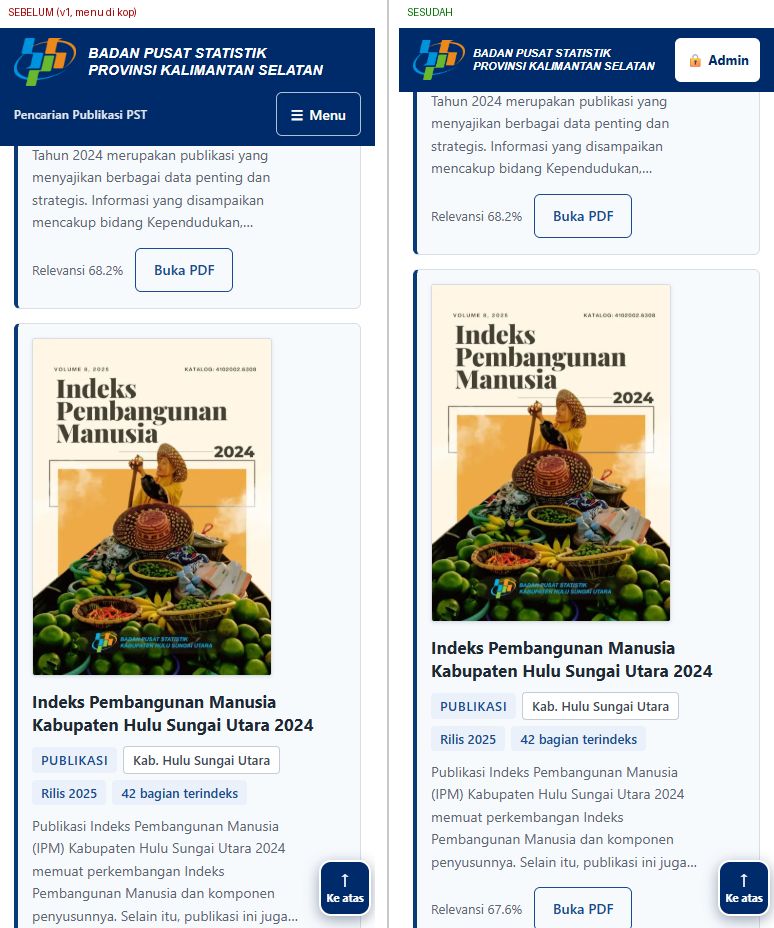 SEBELUM (v1, menu di kop)
BADAN PUSAT STATISTIK
PROVINSI KALIMANTAN SELATAN
Pencarian Publikasi PST
☰ Menu
Tahun 2024 merupakan publikasi yang
menyajikan berbagai data penting dan
strategis. Informasi yang disampaikan
mencakup bidang Kependudukan,...
Relevansi 68.2%
Buka PDF
VOLUME 8, 2025
KATALOG: 4102002.6308
Indeks
Pembangunan
Manusia
2024
BADAN PUSAT STATISTIK
KABUPATEN HULU SUNGAI UTARA
Indeks Pembangunan Manusia
Kabupaten Hulu Sungai Utara 2024
PUBLIKASI
Kab. Hulu Sungai Utara
Rilis 2025
42 bagian terindeks
Publikasi Indeks Pembangunan Manusia
(IPM) Kabupaten Hulu Sungai Utara 2024
memuat perkembangan Indeks
Pembangunan Manusia dan komponen
penyusunnya. Selain itu, publikasi ini juga...
↑
Ke atas
SESUDAH
BADAN PUSAT STATISTIK
PROVINSI KALIMANTAN SELATAN
🔒 Admin
Tahun 2024 merupakan publikasi yang
menyajikan berbagai data penting dan
strategis. Informasi yang disampaikan
mencakup bidang Kependudukan,...
Relevansi 68.2%
Buka PDF
VOLUME 8, 2025
KATALOG: 4102002.6308
Indeks
Pembangunan
Manusia
2024
BADAN PUSAT STATISTIK
KABUPATEN HULU SUNGAI UTARA
Indeks Pembangunan Manusia
Kabupaten Hulu Sungai Utara 2024
PUBLIKASI
Kab. Hulu Sungai Utara
Rilis 2025
42 bagian terindeks
Publikasi Indeks Pembangunan Manusia
(IPM) Kabupaten Hulu Sungai Utara 2024
memuat perkembangan Indeks
Pembangunan Manusia dan komponen
penyusunnya. Selain itu, publikasi ini juga...
Relevansi 67.6%
Buka PDF
↑
Ke atas